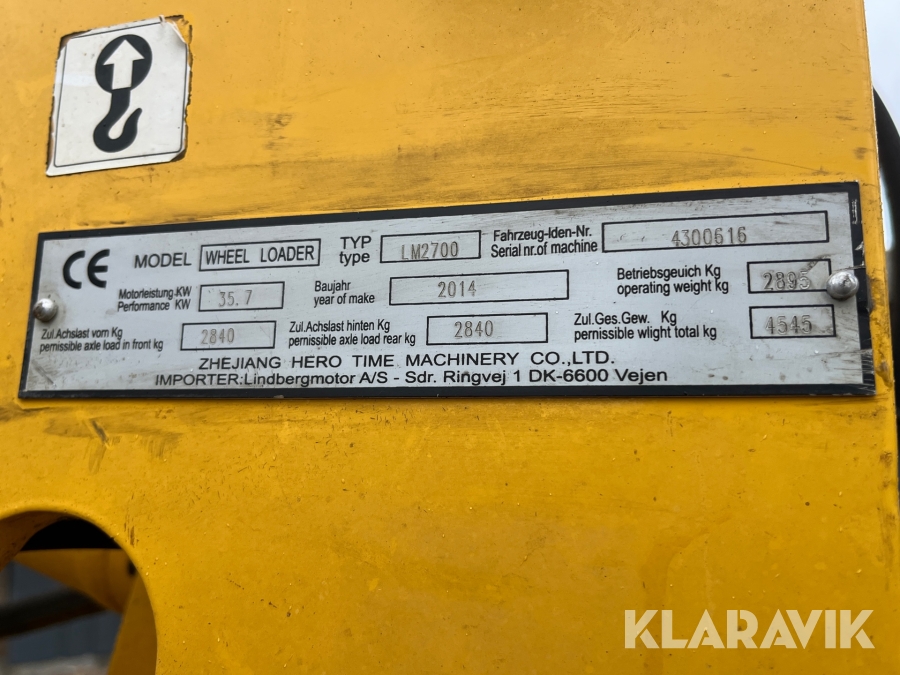 CE MODEL WHEEL LOADER TYP type LM2700 Fahrzeug-Iden-Nr. Serial nr.of machine 4300616
Motorleistung.KW Performance KW 35.7 Baujahr year of make 2014 Betriebsgeuich Kg operating weight kg 2895
Zul.Achslast vorn Kg pernissible axle load in front kg 2840 Zul.Achslast hinten Kg pernissible axle load rear kg 2840 Zul.Ges.Gew. Kg pernissible wlight total kg 4545
ZHEJIANG HERO TIME MACHINERY CO.,LTD.
IMPORTER:Lindbergmotor A/S - Sdr. Ringvej 1 DK-6600 Vejen
KLARAVIK